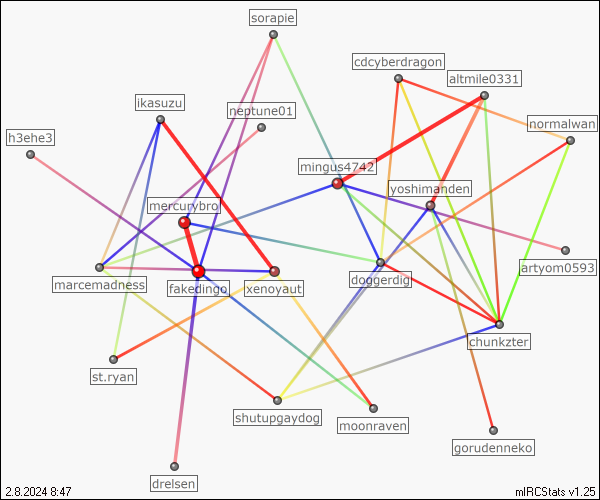 sorapie
cdcyberdragon
altmile0331
ikasuzu
neptune01
normalwan
h3ehe3
mingus4742
yoshimanden
mercurybro
artyom0593
marcemadness
fakedingo
xenoyaut
doggerdig
chunkzter
st.ryan
shutupgaydog
moonraven
gorudenneko
drelsen
2.8.2024 8:47
mIRCStats v1.25